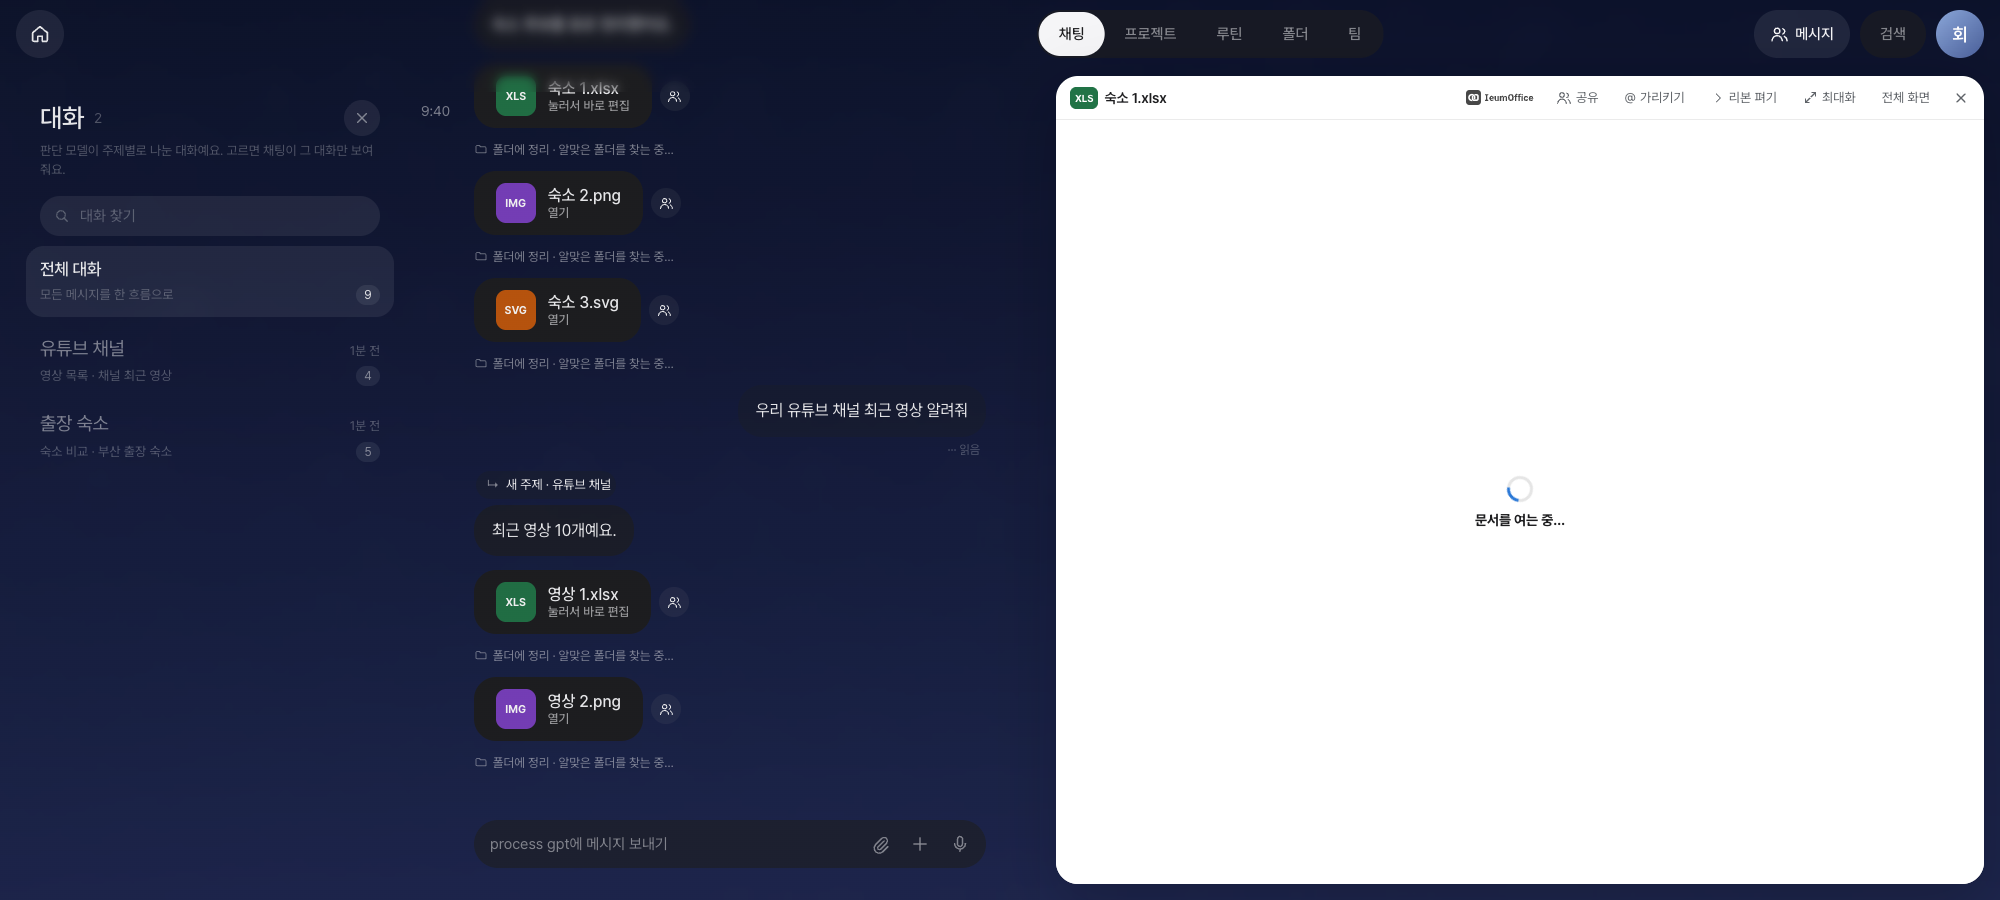 채팅
프로젝트
루틴
폴더
팀
메시지
검색
회
대화 2
판단 모델이 주제별로 나눈 대화예요. 고르면 채팅이 그 대화만 보여
줘요.
대화 찾기
전체 대화
모든 메시지를 한 흐름으로
9
유튜브 채널
1분 전
영상 목록 · 채널 최근 영상
4
출장 숙소
1분 전
숙소 비교 · 부산 출장 숙소
5
9:40
XLS
숙소 1.xlsx
눌러서 바로 편집
폴더에 정리 · 알맞은 폴더를 찾는 중...
IMG
숙소 2.png
열기
폴더에 정리 · 알맞은 폴더를 찾는 중...
SVG
숙소 3.svg
열기
폴더에 정리 · 알맞은 폴더를 찾는 중...
우리 유튜브 채널 최근 영상 알려줘
··· 읽음
새 주제 · 유튜브 채널
최근 영상 10개예요.
XLS
영상 1.xlsx
눌러서 바로 편집
폴더에 정리 · 알맞은 폴더를 찾는 중...
IMG
영상 2.png
열기
폴더에 정리 · 알맞은 폴더를 찾는 중...
process gpt에 메시지 보내기
XLS
숙소 1.xlsx
IeumOffice
공유
@ 가리키기
리본 펴기
최대화
전체 화면
문서를 여는 중...